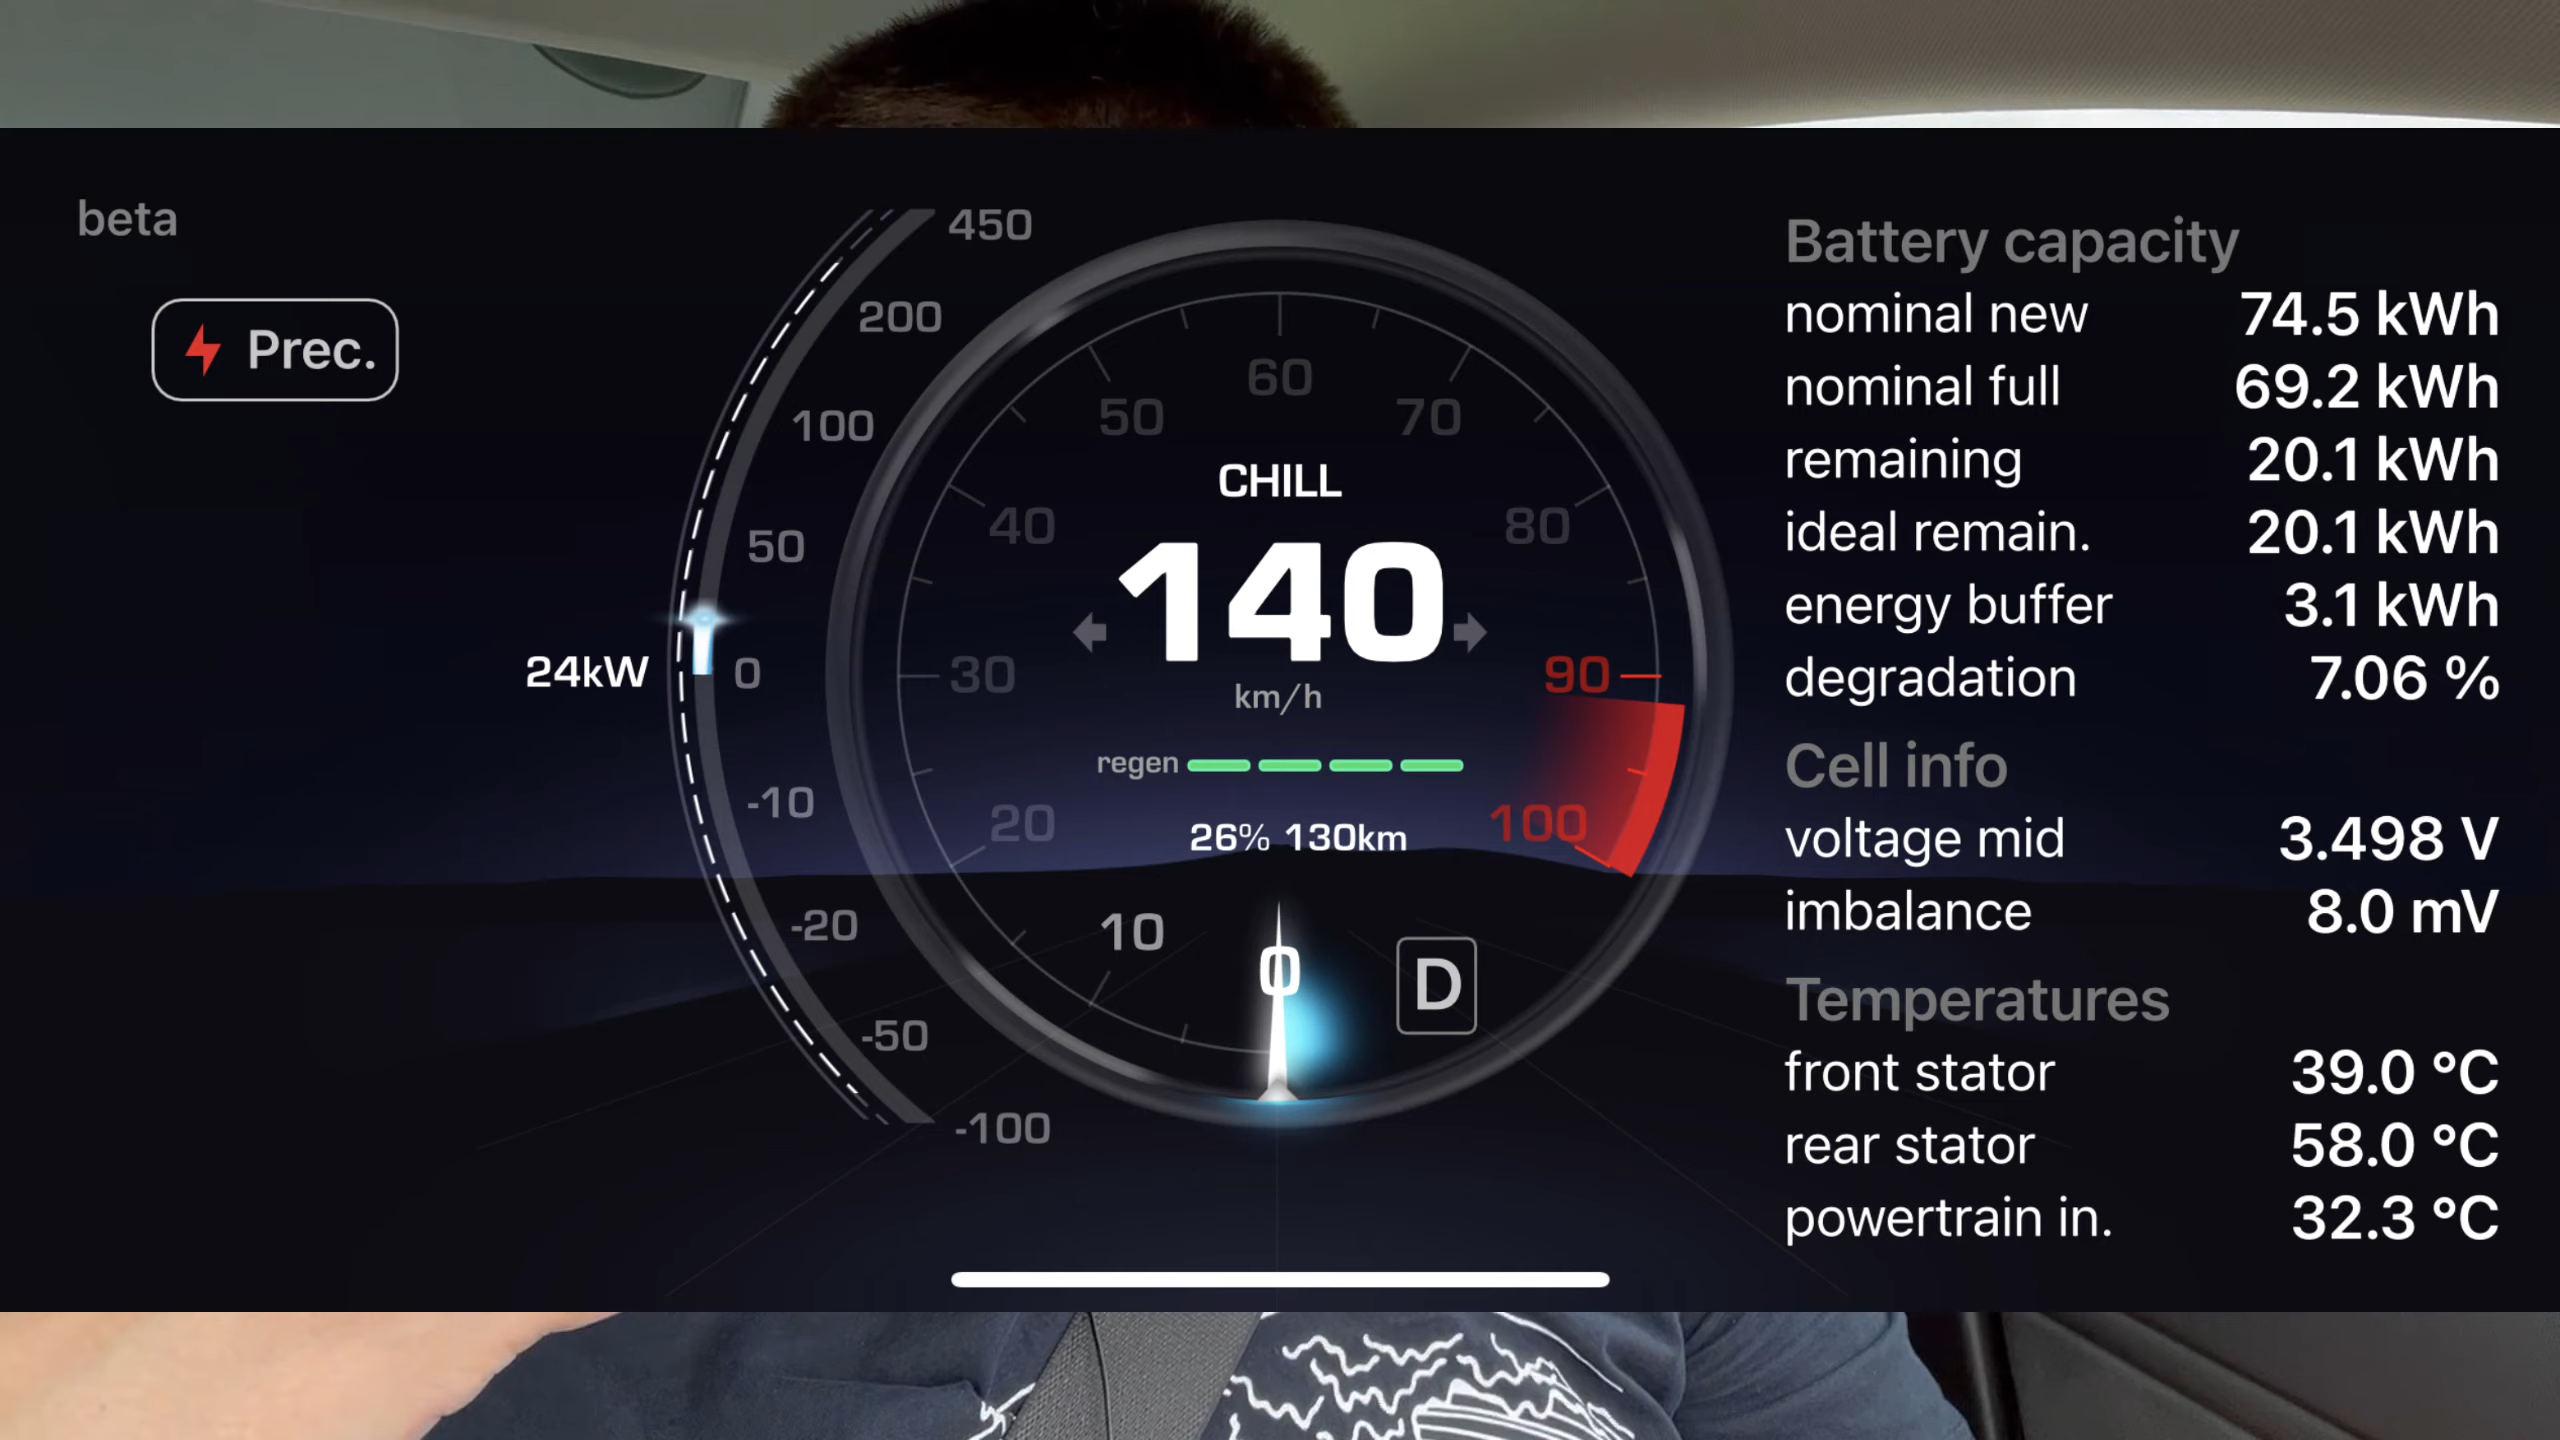 beta
Prec.
450
200
100
50
24kW
0
-10
-20
-50
-100
60
50 70
CHILL
40 80
140
30 90
km/h
regen
20 100
26% 130km
10
0
D
Battery capacity
nominal new 74.5 kWh
nominal full 69.2 kWh
remaining 20.1 kWh
ideal remain. 20.1 kWh
energy buffer 3.1 kWh
degradation 7.06 %
Cell info
voltage mid 3.498 V
imbalance 8.0 mV
Temperatures
front stator 39.0 °C
rear stator 58.0 °C
powertrain in. 32.3 °C